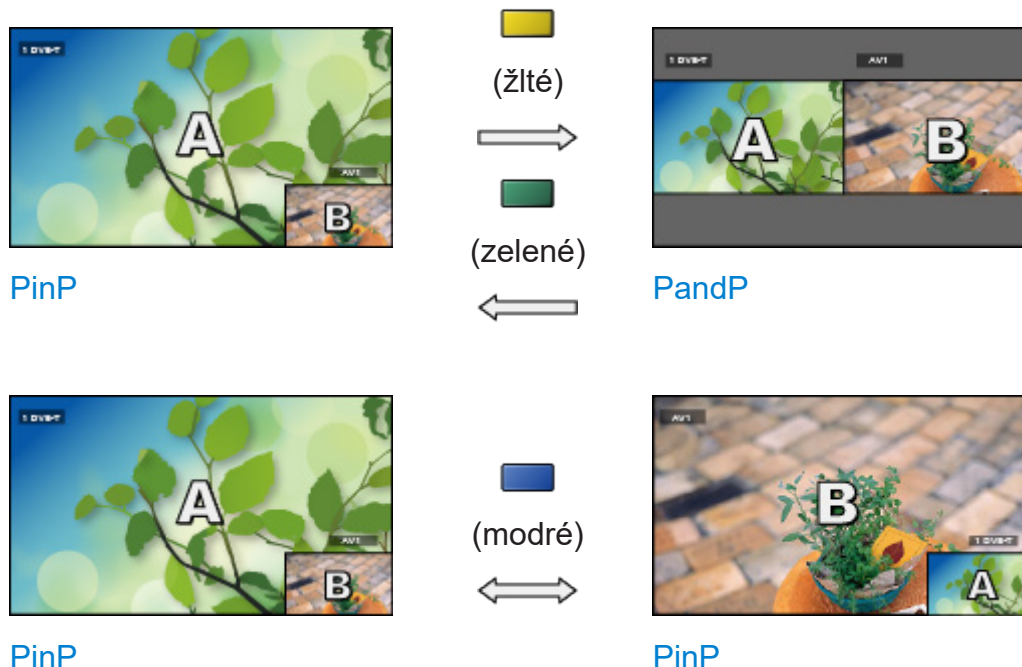 1 DVB-T
A
AV1
B
PinP
(žlté)
(zelené)
1 DVB-T
AV1
A
B
PandP
1 DVB-T
A
AV1
B
PinP
(modré)
AV1
B
1 DVB-T
A
PinP